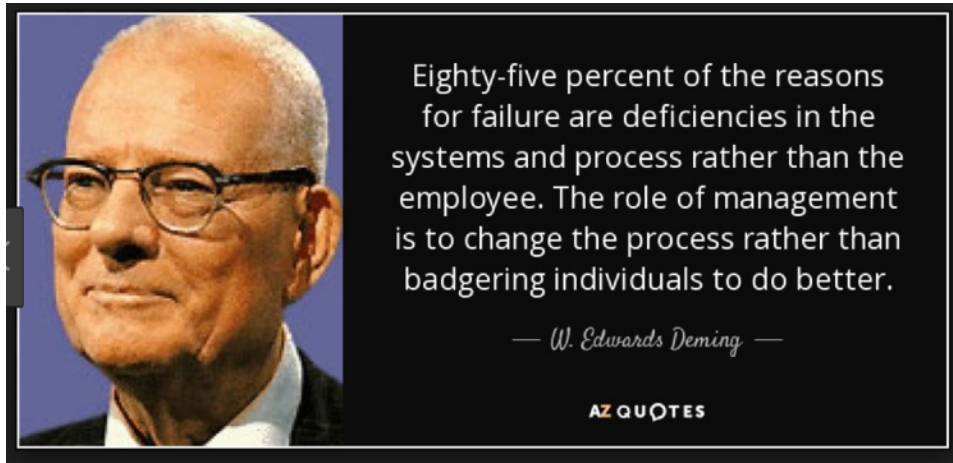 Eighty-five percent of the reasons
for failure are deficiencies in the
systems and process rather than the
employee. The role of management
is to change the process rather than
badgering individuals to do better.
— W. Edwards Deming —
AZ QUOTES